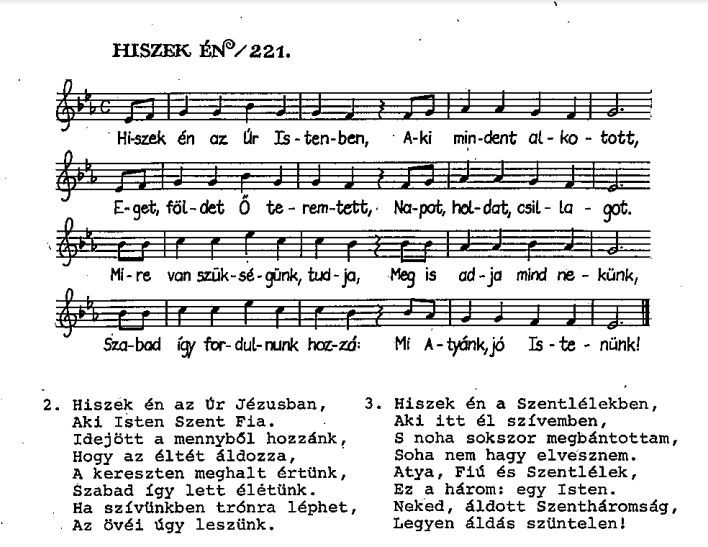 HISZEK ÉN/221.
Hi-szek én az Úr Is-ten-ben, A-ki min-dent al-ko-tott,
E-get, föl-det Ő te-rem-tett, Na-pot, hol-dat, csil-la-got.
Mi-re van szük-sé-günk, tud-ja, Meg is ad-ja mind ne-künk,
Sza-bad így for-dul-nunk hoz-zá: Mi A-tyánk, jó Is-te-nünk!
2. Hiszek én az Úr Jézusban,
Aki Isten Szent Fia.
Idejött a mennyből hozzánk,
Hogy az éltét áldozza,
A kereszten meghalt értünk,
Szabad így lett életünk.
Ha szívünkben trónra léphet,
Az övéi úgy leszünk.
3. Hiszek én a Szentlélekben,
Aki itt él szívemben,
S noha sokszor megbántottam,
Soha nem hagy elvesznem.
Atya, Fiú és Szentlélek,
Ez a három: egy Isten.
Neked, áldott Szentháromság,
Legyen áldás szüntelen!